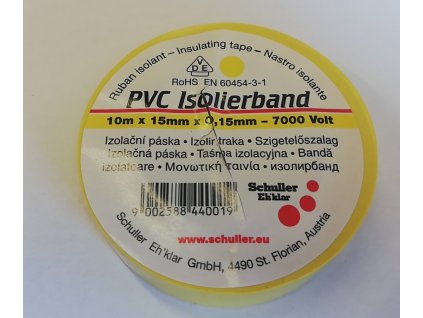 Ruban isolant – Insulating tape – Nastro isolante
VDE
RoHS EN 60454-3-1
PVC Isolierband
10m x 15mm x 0,15mm – 7000 Volt
Izolační páska • Izolir traka • Szigetelőszalag
Izolačná páska • Taśma izolacyjna • Bandă
izolatoare • Μονωτική ταινία • изолирбанд
Schuller
Eh'klar
9 002588 440019
www.schuller.eu
Schuller Eh'klar GmbH, 4490 St. Florian, Austria